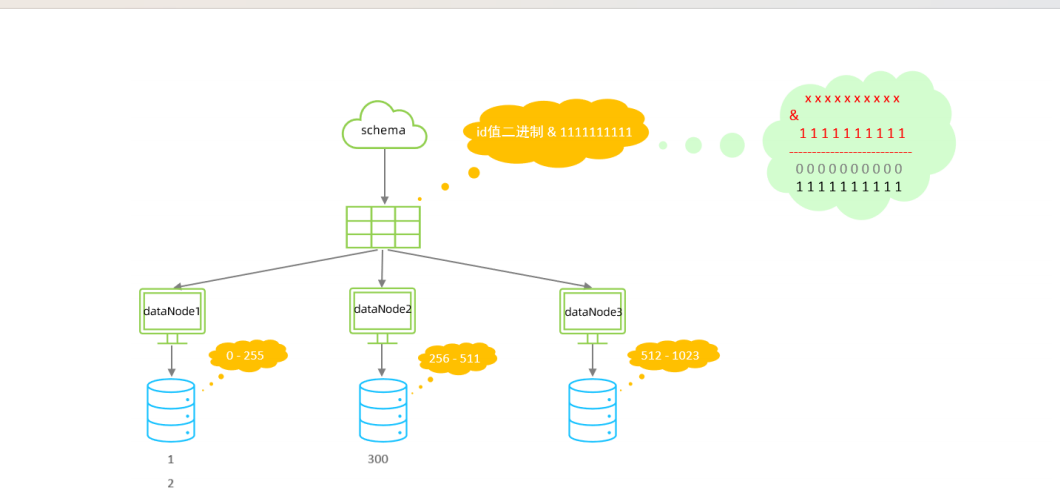 schema
id值二进制 & 1111111111
x x x x x x x x x x
&
1 1 1 1 1 1 1 1 1 1
----------------------------
0 0 0 0 0 0 0 0 0 0
1 1 1 1 1 1 1 1 1 1
dataNode1
dataNode2
dataNode3
0 - 255
256 - 511
512 - 1023
1
300
2